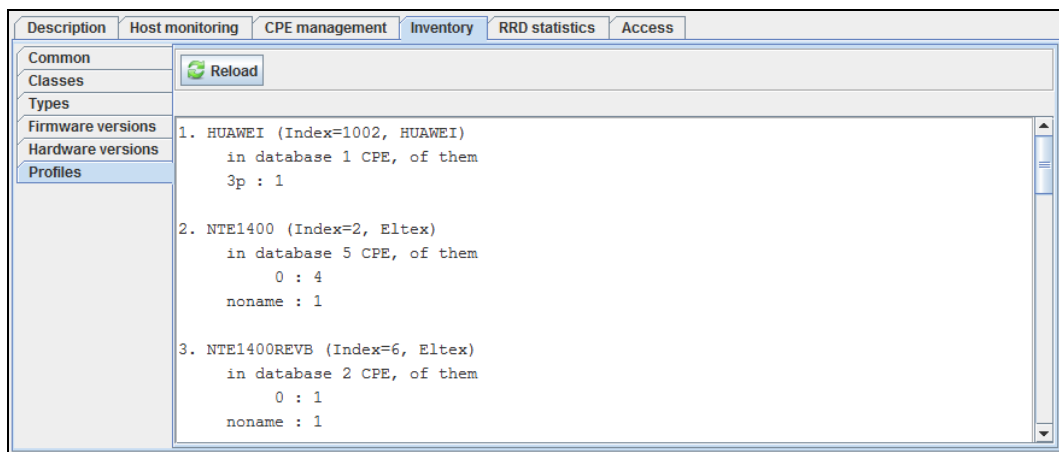 Description Host monitoring CPE management Inventory RRD statistics Access
Common
Classes
Types
Firmware versions
Hardware versions
Profiles
Reload
1. HUAWEI (Index=1002, HUAWEI)
in database 1 CPE, of them
3p : 1
2. NTE1400 (Index=2, Eltex)
in database 5 CPE, of them
0 : 4
noname : 1
3. NTE1400REVB (Index=6, Eltex)
in database 2 CPE, of them
0 : 1
noname : 1